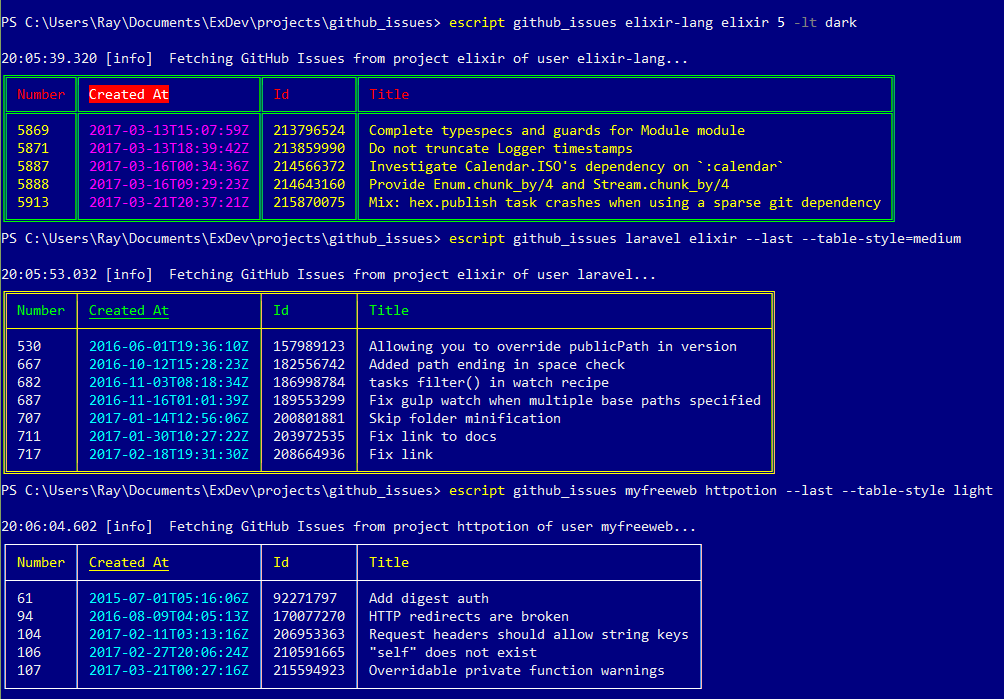 PS C:\Users\Ray\Documents\ExDev\projects\github_issues> escript github_issues elixir-lang elixir 5 -lt dark
20:05:39.320 [info]  Fetching GitHub Issues from project elixir of user elixir-lang...
Number Created At Id Title
5869 2017-03-13T15:07:59Z 213796524 Complete typespecs and guards for Module module
5871 2017-03-13T18:39:42Z 213859990 Do not truncate Logger timestamps
5887 2017-03-16T00:34:36Z 214566372 Investigate Calendar.ISO's dependency on `:calendar`
5888 2017-03-16T09:29:23Z 214643160 Provide Enum.chunk_by/4 and Stream.chunk_by/4
5913 2017-03-21T20:37:21Z 215870075 Mix: hex.publish task crashes when using a sparse git dependency
PS C:\Users\Ray\Documents\ExDev\projects\github_issues> escript github_issues laravel elixir --last --table-style=medium
20:05:53.032 [info]  Fetching GitHub Issues from project elixir of user laravel...
Number Created At Id Title
530 2016-06-01T19:36:10Z 157989123 Allowing you to override publicPath in version
667 2016-10-12T15:28:23Z 182556742 Added path ending in space check
682 2016-11-03T08:18:34Z 186998784 tasks filter() in watch recipe
687 2016-11-16T01:01:39Z 189553299 Fix gulp watch when multiple base paths specified
707 2017-01-14T12:56:06Z 200801881 Skip folder minification
711 2017-01-30T10:27:22Z 203972535 Fix link to docs
717 2017-02-18T19:31:30Z 208664936 Fix link
PS C:\Users\Ray\Documents\ExDev\projects\github_issues> escript github_issues myfreeweb httpotion --last --table-style light
20:06:04.602 [info]  Fetching GitHub Issues from project httpotion of user myfreeweb...
Number Created At Id Title
61 2015-07-01T05:16:06Z 92271797 Add digest auth
94 2016-08-09T04:05:13Z 170077270 HTTP redirects are broken
104 2017-02-11T03:13:16Z 206953363 Request headers should allow string keys
106 2017-02-27T20:06:24Z 210591665 "self" does not exist
107 2017-03-21T00:27:16Z 215594923 Overridable private function warnings